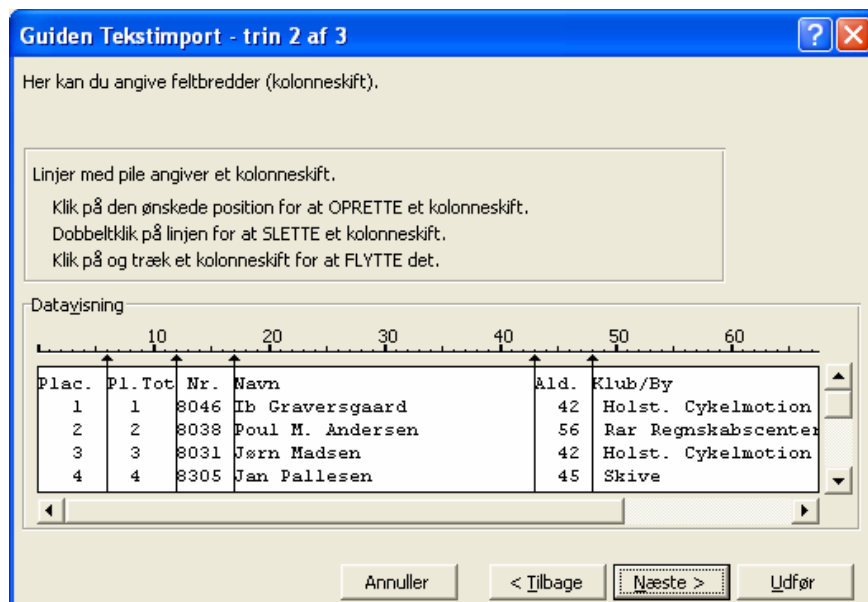 Guiden Tekstimport - trin 2 af 3
Her kan du angive feltbredder (kolonneskift).
Linjer med pile angiver et kolonneskift.
Klik på den ønskede position for at OPRETTE et kolonneskift.
Dobbeltklik på linjen for at SLETTE et kolonneskift.
Klik på og træk et kolonneskift for at FLYTTE det.
Datavisning
10 20 30 40 50 60
Plac. Pl.Tot Nr. Navn Ald. Klub/By
1 1 8046 Ib Graversgaard 42 Holst. Cykelmotion
2 2 8038 Poul M. Andersen 56 Rar Regnskabscenter
3 3 8031 Jørn Madsen 42 Holst. Cykelmotion
4 4 8305 Jan Pallesen 45 Skive
Annuller < Tilbage Næste > Udfør